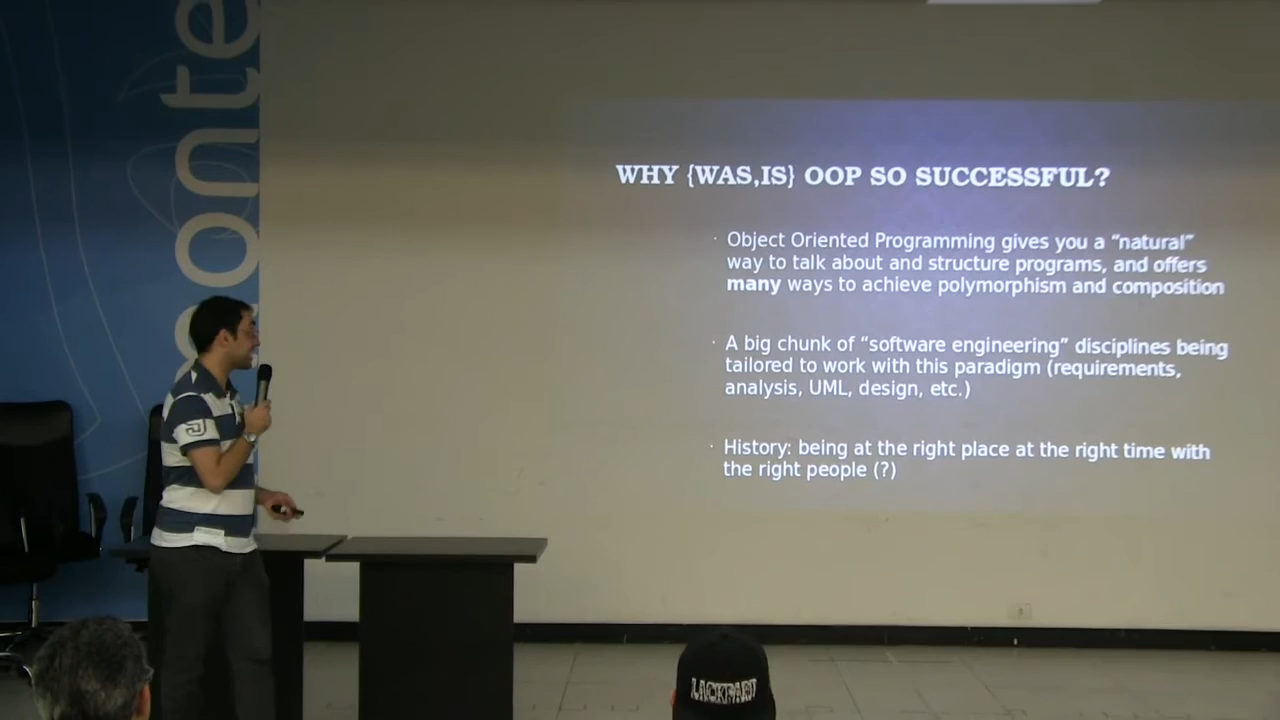 WHY {WAS,IS} OOP SO SUCCESSFUL?
· Object Oriented Programming gives you a “natural”
way to talk about and structure programs, and offers
many ways to achieve polymorphism and composition
· A big chunk of “software engineering” disciplines being
tailored to work with this paradigm (requirements,
analysis, UML, design, etc.)
· History: being at the right place at the right time with
the right people (?)
onte